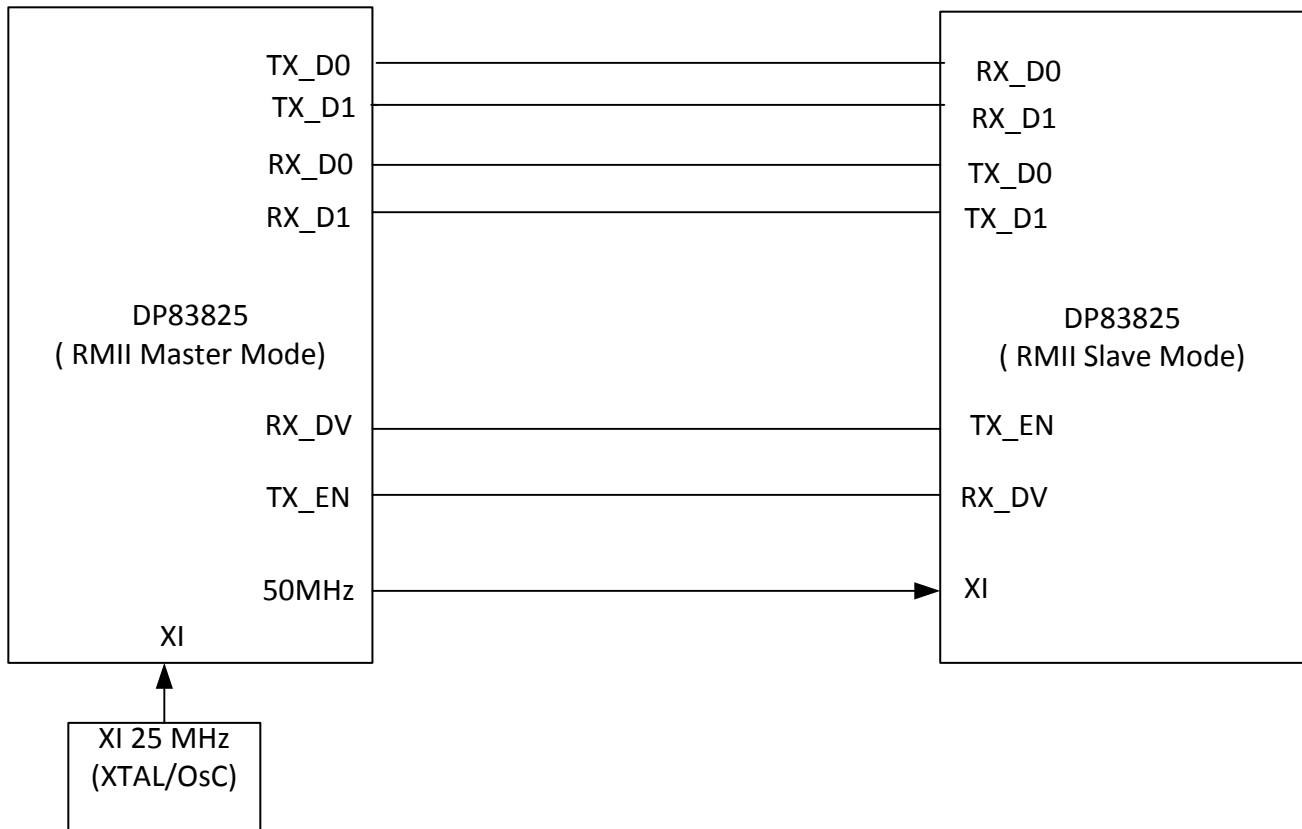 TX_D0
TX_D1
RX_D0
RX_D1
DP83825
( RMII Master Mode)
RX_DV
TX_EN
50MHz
XI
XI 25 MHz
(XTAL/OsC)
RX_D0
RX_D1
TX_D0
TX_D1
DP83825
( RMII Slave Mode)
TX_EN
RX_DV
XI